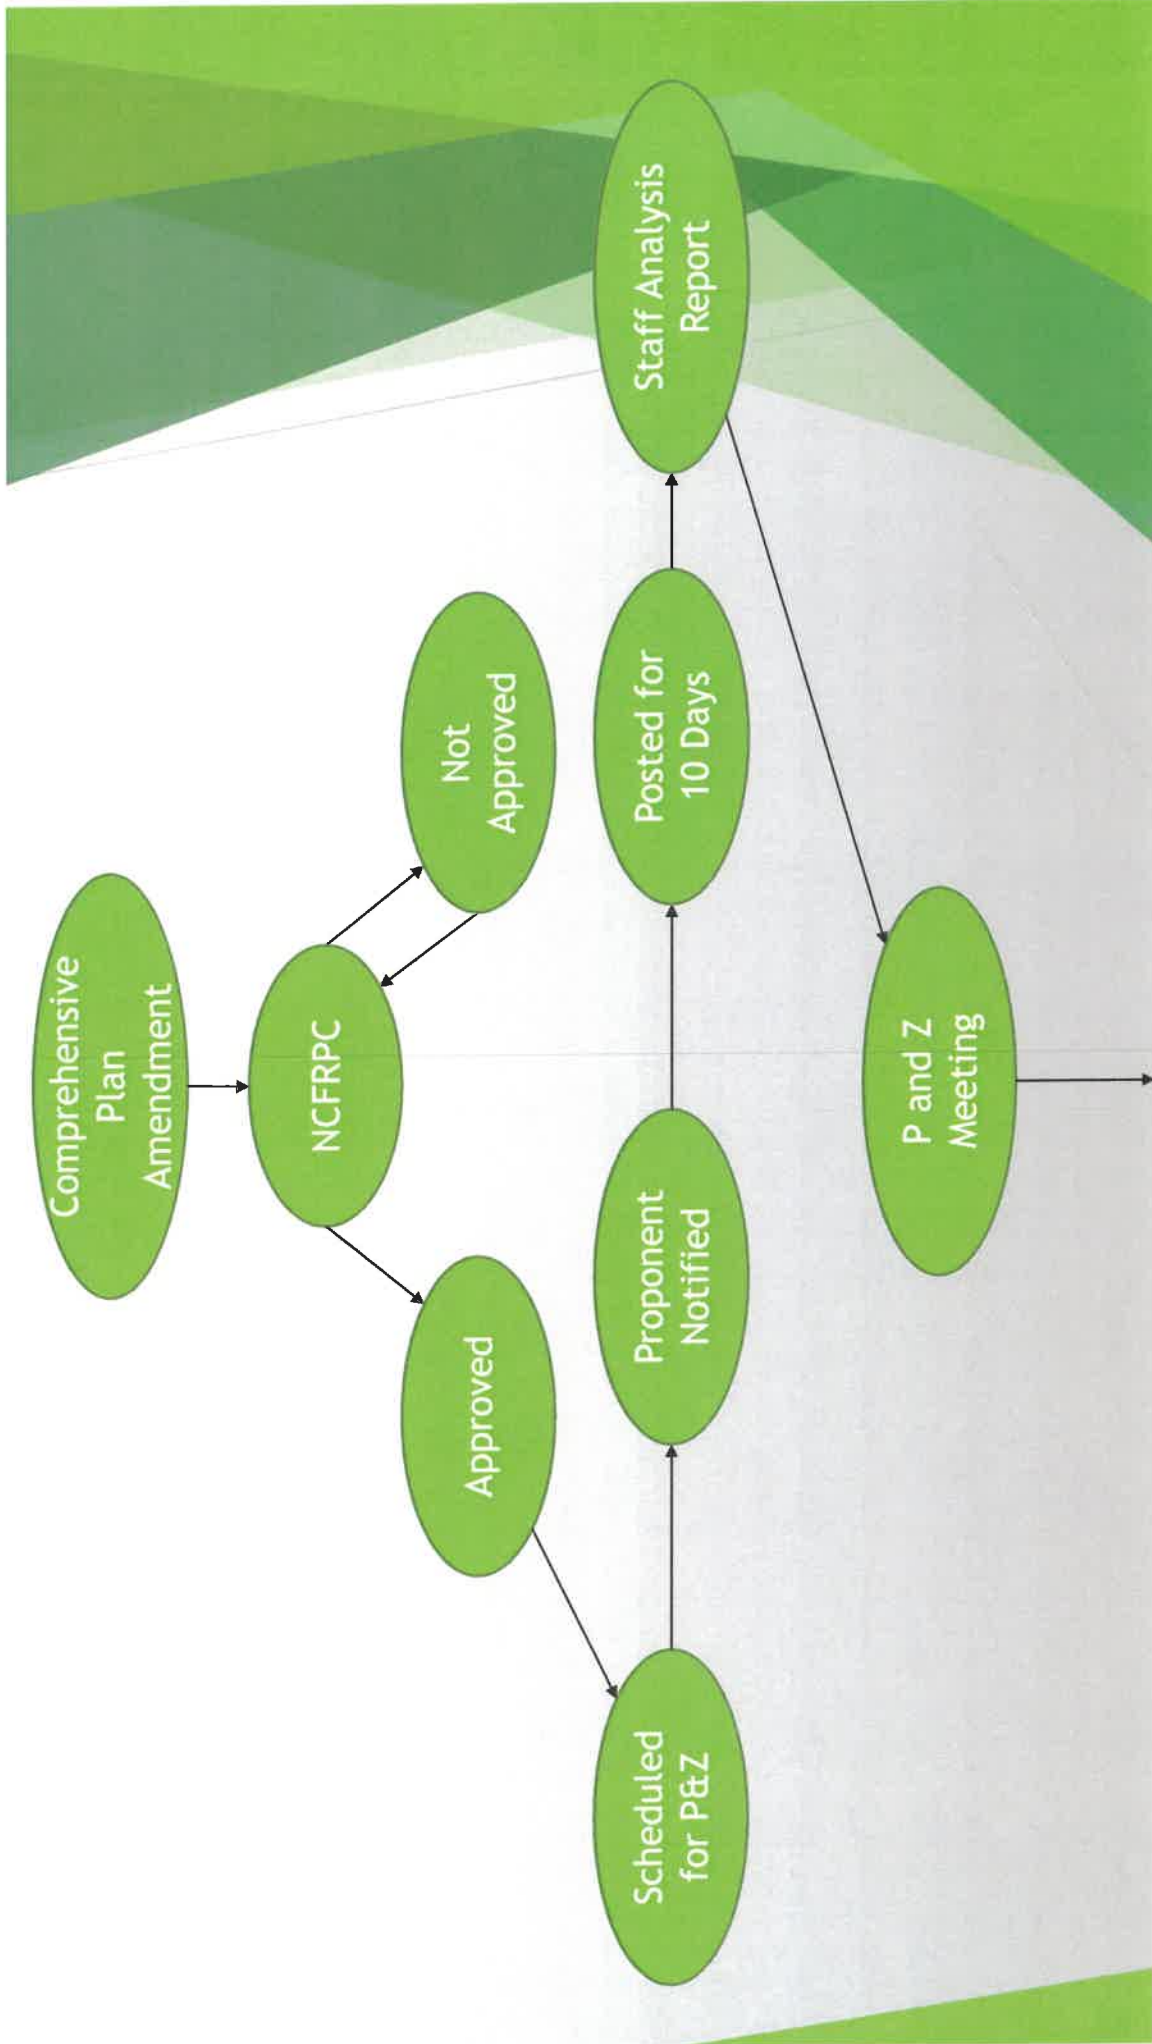 Comprehensive
Plan
Amendment
NCFRPC
Approved
Not
Approved
Scheduled
for P&Z
Proponent
Notified
Posted for
10 Days
Staff Analysis
Report
P and Z
Meeting